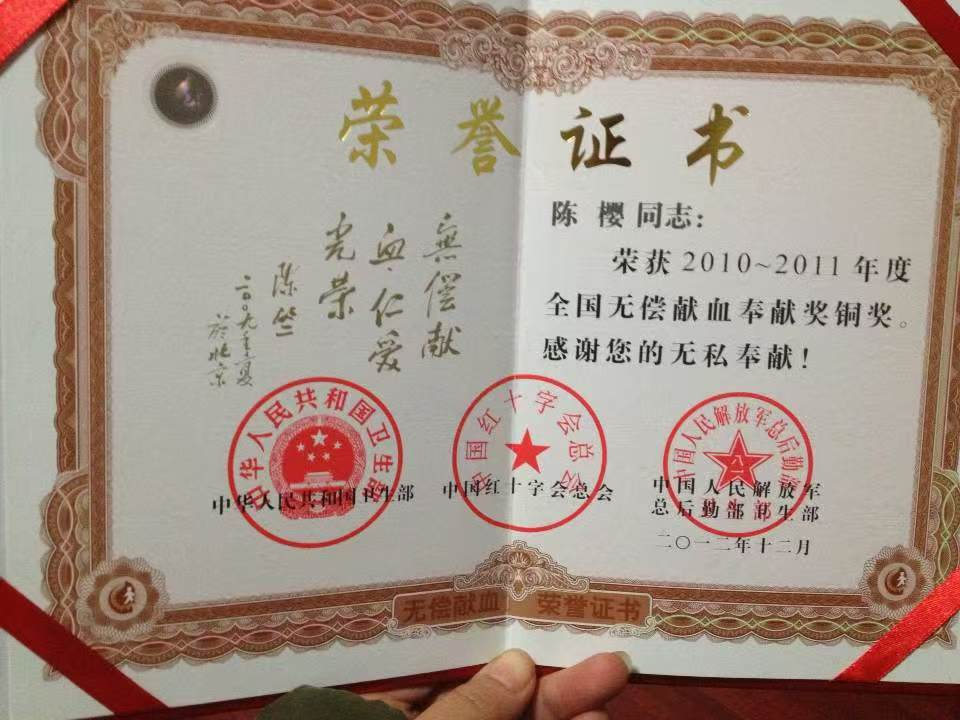 荣誉证书
無偿献
血·仁爱
光荣
陈竺
二〇〇九年夏
於北京
陈樱同志:
荣获2010~2011年度
全国无偿献血奉献奖铜奖。
感谢您的无私奉献!
中华人民共和国卫生部
中华人民共和国卫生部
中国红十字会总会
中国红十字会总会
中国人民解放军总后勤部
八一
卫生部
中国人民解放军
总后勤部卫生部
二〇一二年十二月
无偿献血 荣誉证书